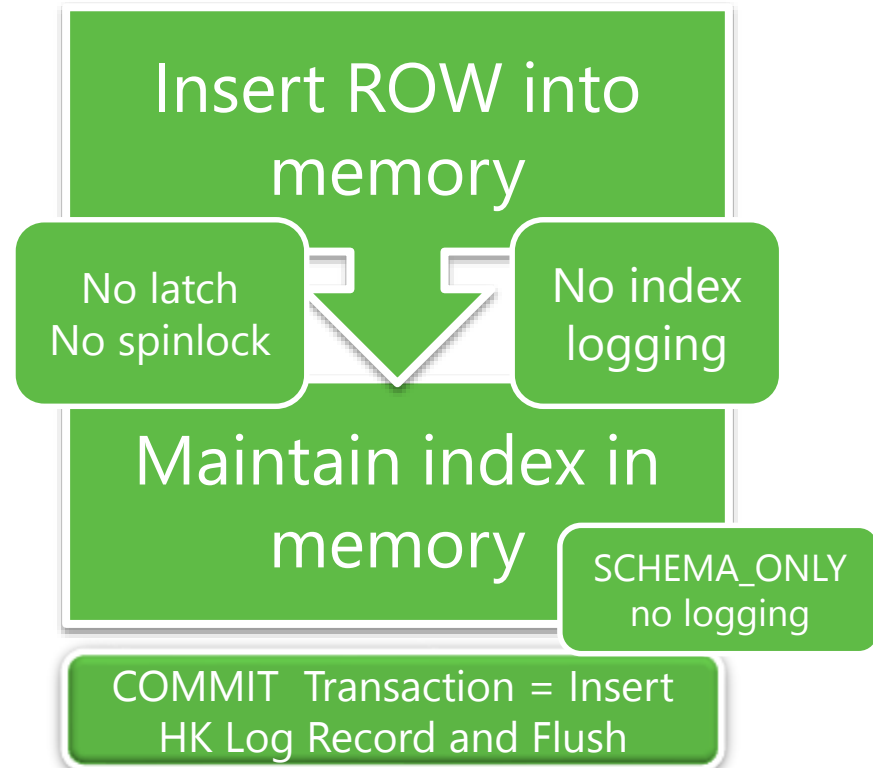 Insert ROW into
memory
No latch
No spinlock
No index
logging
Maintain index in
memory
SCHEMA_ONLY
no logging
COMMIT  Transaction = Insert
HK Log Record and Flush